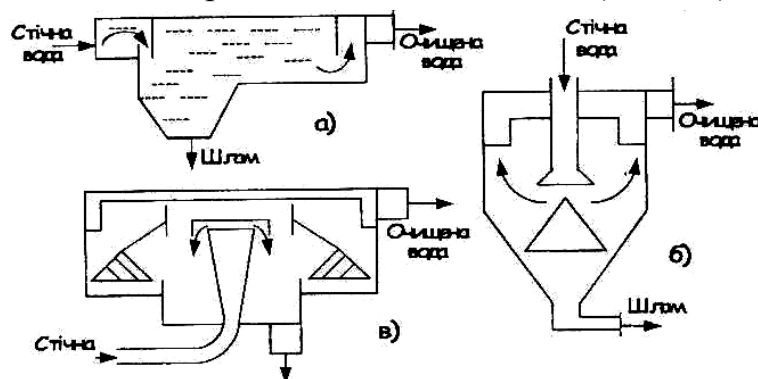 Стічна
вода
Очищена
вода
а)
Шлам
Стічна
вода
Очищена
вода
б)
Шлам
Очищена
вода
в)
Стічна